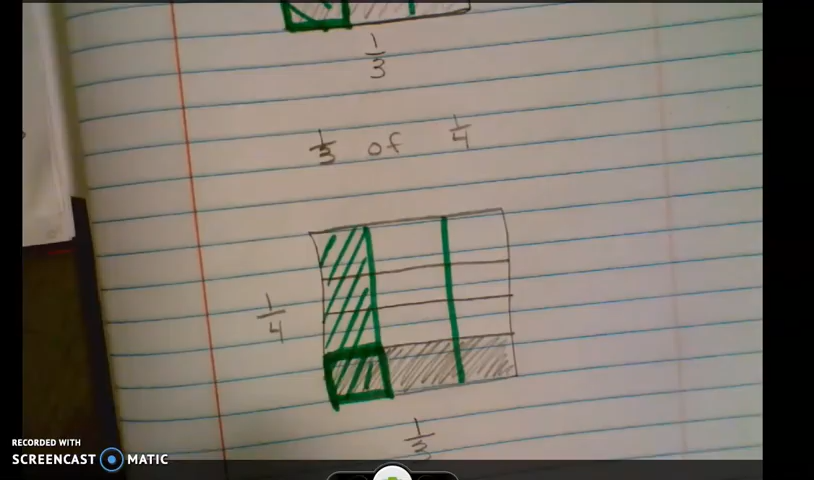 1/3
1/3 of 1/4
1/4
1/3
RECORDED WITH
SCREENCAST MATIC